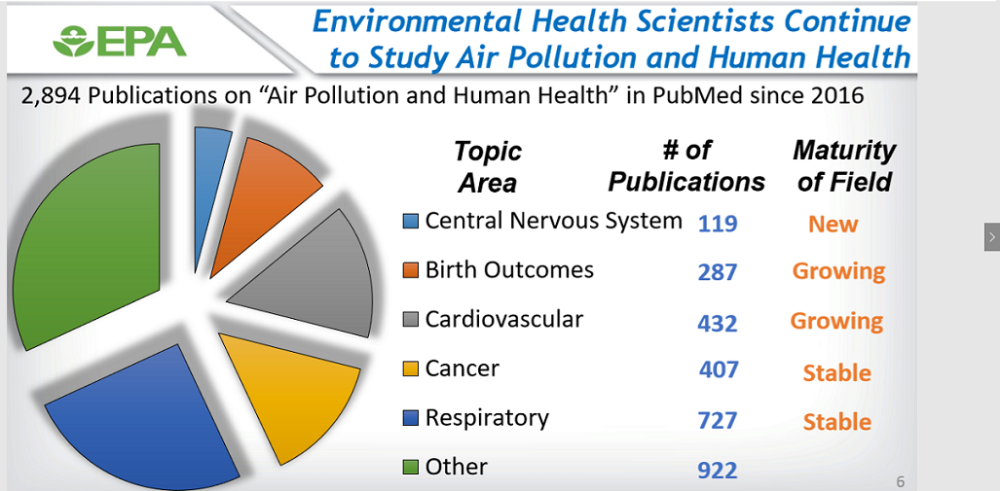 EPA
Environmental Health Scientists Continue
to Study Air Pollution and Human Health
2,894 Publications on “Air Pollution and Human Health” in PubMed since 2016
Topic Area # of Publications Maturity of Field
Central Nervous System 119 New
Birth Outcomes 287 Growing
Cardiovascular 432 Growing
Cancer 407 Stable
Respiratory 727 Stable
Other 922
6